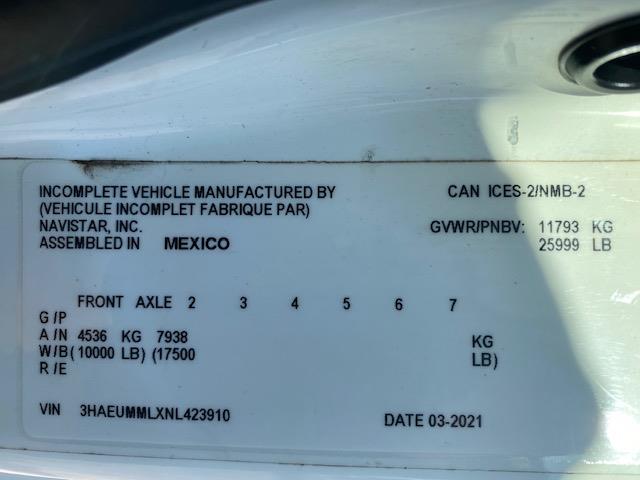 INCOMPLETE VEHICLE MANUFACTURED BY
(VEHICULE INCOMPLET FABRIQUE PAR)
NAVISTAR, INC.
ASSEMBLED IN MEXICO
CAN ICES-2/NMB-2
GVWR/PNBV: 11793 KG
25999 LB
FRONT AXLE 2 3 4 5 6 7
G/P
A/N 4536 KG 7938 KG
W/B (10000 LB) (17500 LB)
R/E
VIN 3HAEUMMLXNL423910 DATE 03-2021